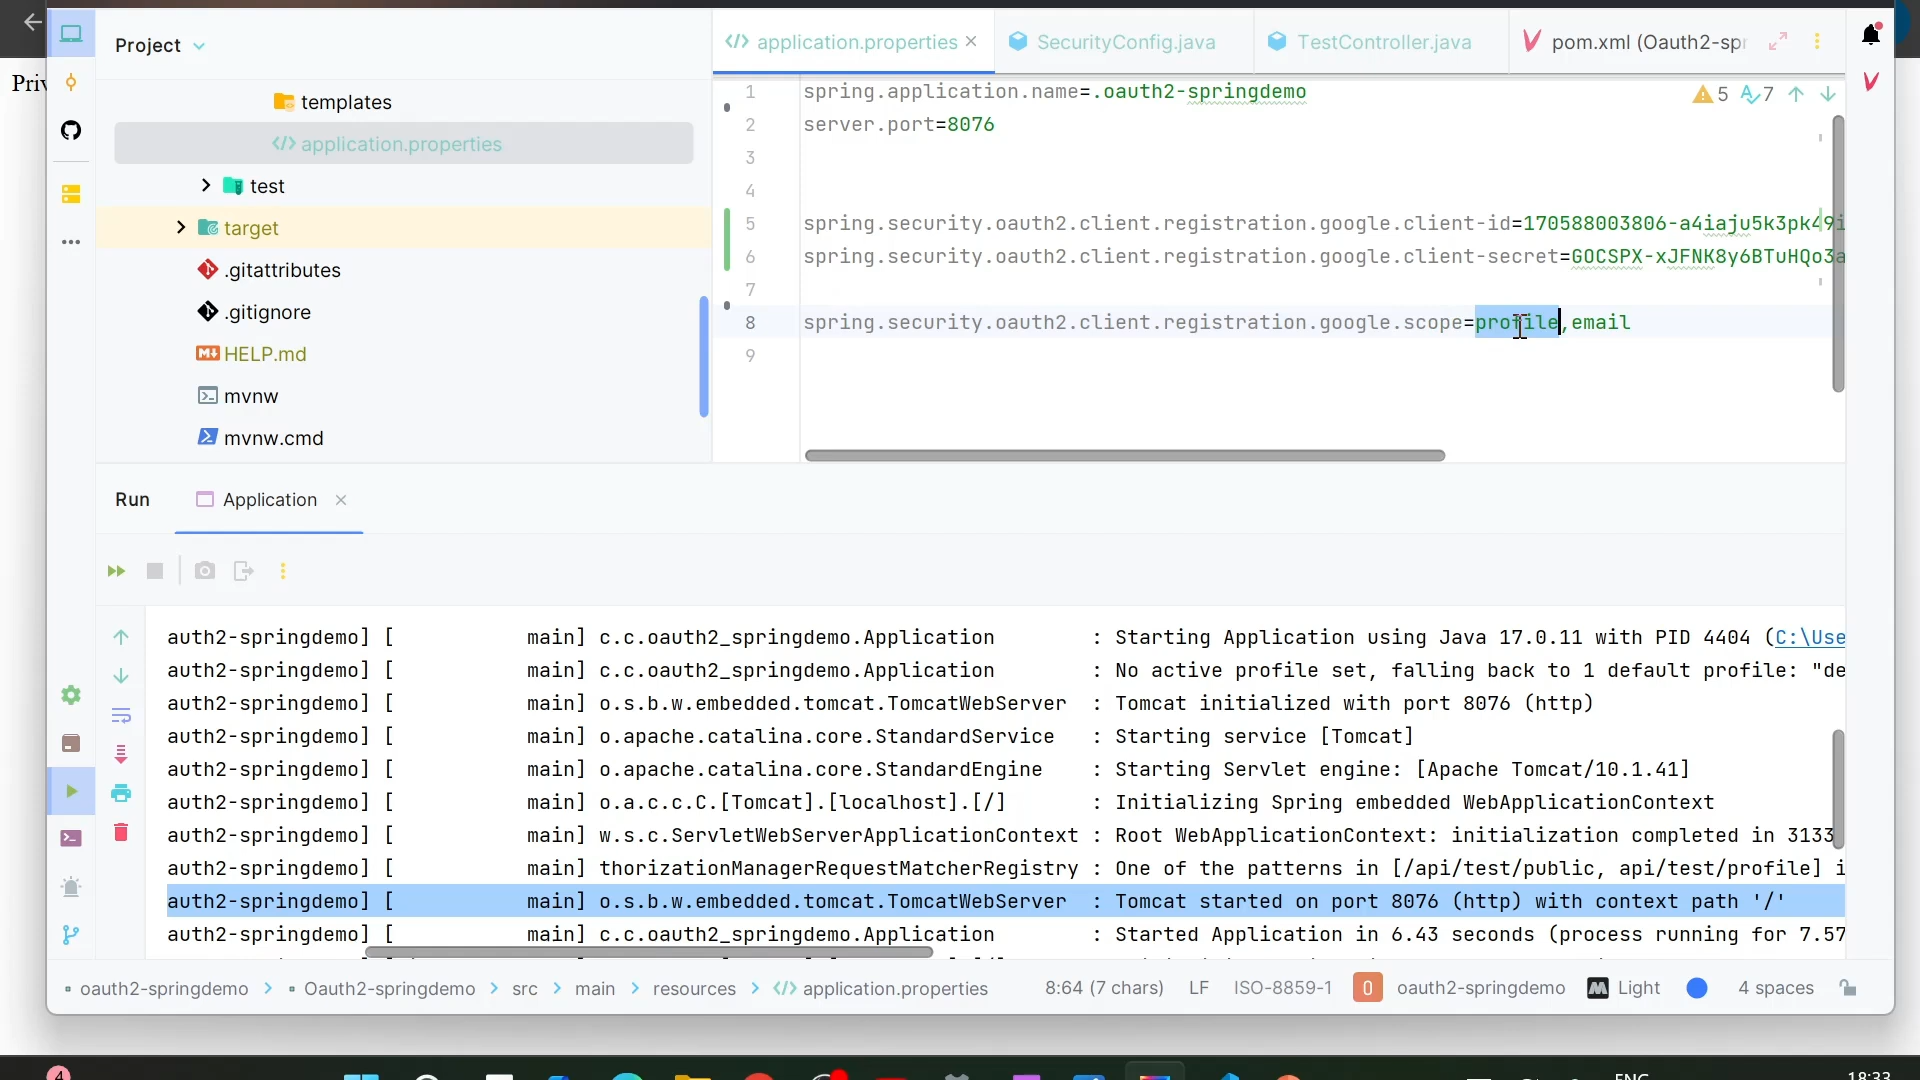 Priv
Project
templates
application.properties
test
target
.gitattributes
.gitignore
HELP.md
mvnw
mvnw.cmd
application.properties
SecurityConfig.java
TestController.java
pom.xml (Oauth2-spr
5
7
1 spring.application.name=.oauth2-springdemo
2 server.port=8076
3
4
5 spring.security.oauth2.client.registration.google.client-id=170588003806-a4iaju5k3pk49i
6 spring.security.oauth2.client.registration.google.client-secret=GOCSPX-xJFNK8y6BTuHQo3a
7
8 spring.security.oauth2.client.registration.google.scope=profile,email
9
Run
Application
auth2-springdemo] [ main] c.c.oauth2_springdemo.Application : Starting Application using Java 17.0.11 with PID 4404 (C:\Use
auth2-springdemo] [ main] c.c.oauth2_springdemo.Application : No active profile set, falling back to 1 default profile: "de
auth2-springdemo] [ main] o.s.b.w.embedded.tomcat.TomcatWebServer : Tomcat initialized with port 8076 (http)
auth2-springdemo] [ main] o.apache.catalina.core.StandardService : Starting service [Tomcat]
auth2-springdemo] [ main] o.apache.catalina.core.StandardEngine : Starting Servlet engine: [Apache Tomcat/10.1.41]
auth2-springdemo] [ main] o.a.c.c.C.[Tomcat].[localhost].[/] : Initializing Spring embedded WebApplicationContext
auth2-springdemo] [ main] w.s.c.ServletWebServerApplicationContext : Root WebApplicationContext: initialization completed in 3133
auth2-springdemo] [ main] thorizationManagerRequestMatcherRegistry : One of the patterns in [/api/test/public, api/test/profile] i
auth2-springdemo] [ main] o.s.b.w.embedded.tomcat.TomcatWebServer : Tomcat started on port 8076 (http) with context path '/'
auth2-springdemo] [ main] c.c.oauth2_springdemo.Application : Started Application in 6.43 seconds (process running for 7.57
oauth2-springdemo
Oauth2-springdemo
src
main
resources
application.properties
8:64 (7 chars)
LF
ISO-8859-1
O
oauth2-springdemo
Light
4 spaces
4
ENG
18:33